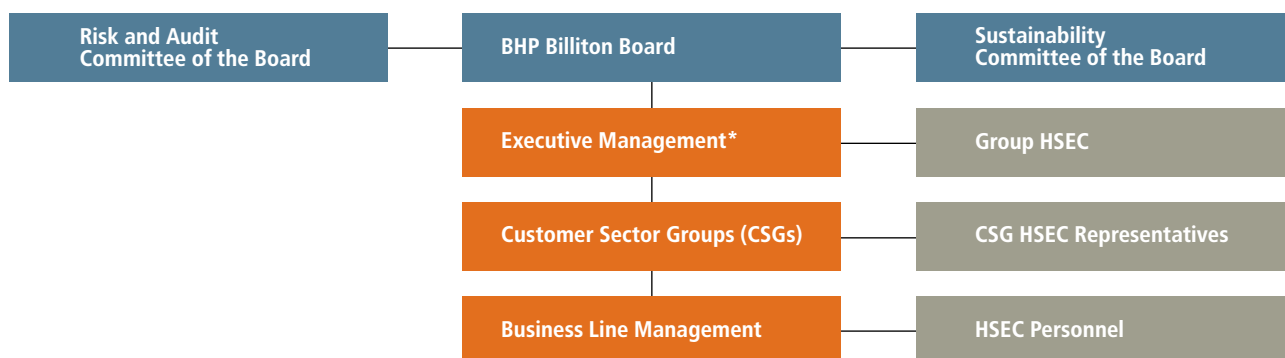 Risk and Audit
Committee of the Board
BHP Billiton Board
Sustainability
Committee of the Board
Executive Management*
Group HSEC
Customer Sector Groups (CSGs)
CSG HSEC Representatives
Business Line Management
HSEC Personnel